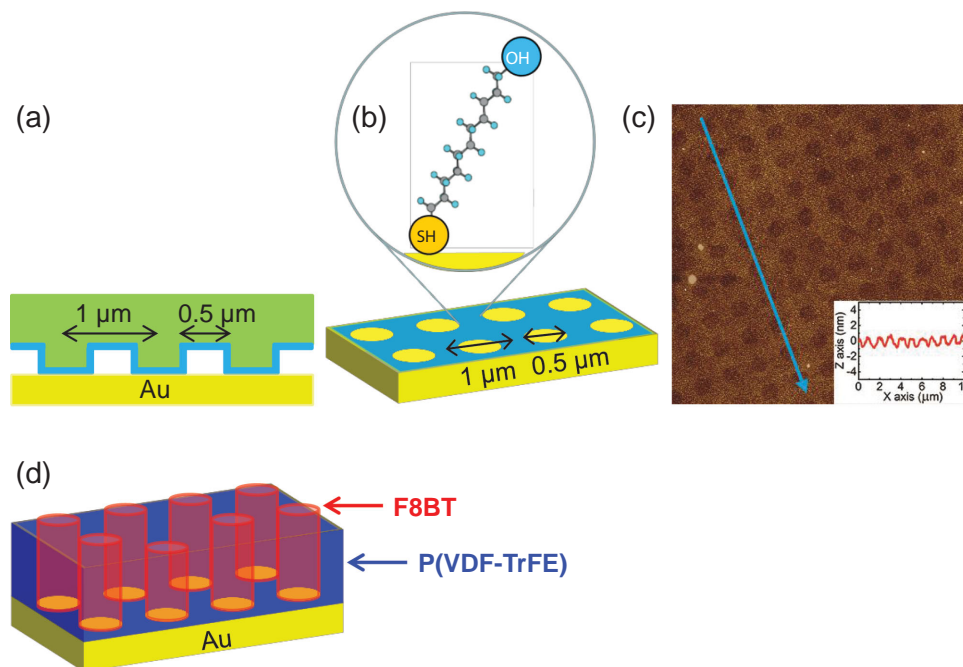 (a)
1 μm
0.5 μm
Au
(b)
OH
SH
1 μm
0.5 μm
(c)
Z axis (nm)
4
2
0
-2
-4
0 2 4 6 8 10
X axis (μm)
(d)
F8BT
P(VDF-TrFE)
Au